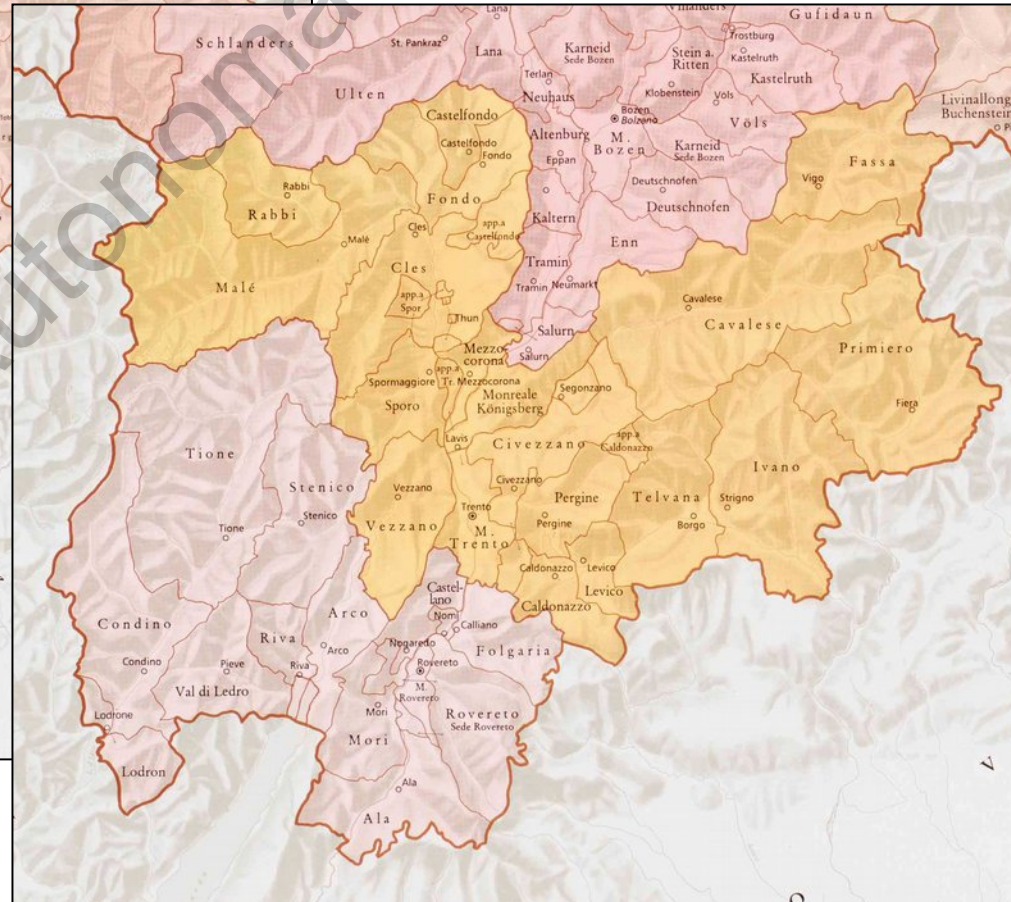 Lana
Gufidaun
Schlanders
St. Pankraz
Lana
Karneid
Sede Bozen
Stein a.
Ritten
Trostburg
Kastelruth
Kastelruth
Terlan
Neuhaus
Klobenstein
Völs
Ulten
Livinallong
Buchenstein
Castelfondo
Castelfondo
Fondo
Altenburg
Eppan
Bozen
Bolzano
M.
Bozen
Völs
Karneid
Sede Bozen
Fassa
Vigo
Rabbi
Rabbi
Fondo
Deutschnofen
Deutschnofen
Kaltern
app.a
Castelfondo
Malé
Cles
Cles
Enn
Tramin
Tramin
Neumarkt
Malé
app.a
Spor
Thun
Cavalese
Cavalese
Salurn
Salurn
Mezzo-
corona
Primiero
Spormaggiore
app.a
Tr. Mezzocorona
Sporo
Monreale
Königsberg
Segonzano
Fiera
Lavis
Civezzano
app.a
Caldonazzo
Tione
Ivano
Stenico
Stenico
Vezzano
Vezzano
Civezzano
Pergine
Pergine
Telvana
Strigno
Borgo
Trento
M.
Trento
Tione
Caldonazzo
Levico
Levico
Caldonazzo
Castel-
lano
Nomi
Calliano
Arco
Arco
Condino
Riva
Riva
Nogaredo
Folgaria
Rovereto
Condino
Pieve
Val di Ledro
M.
Rovereto
Mori
Mori
Rovereto
Sede Rovereto
Lodrone
Lodron
Ala
Ala
V
O